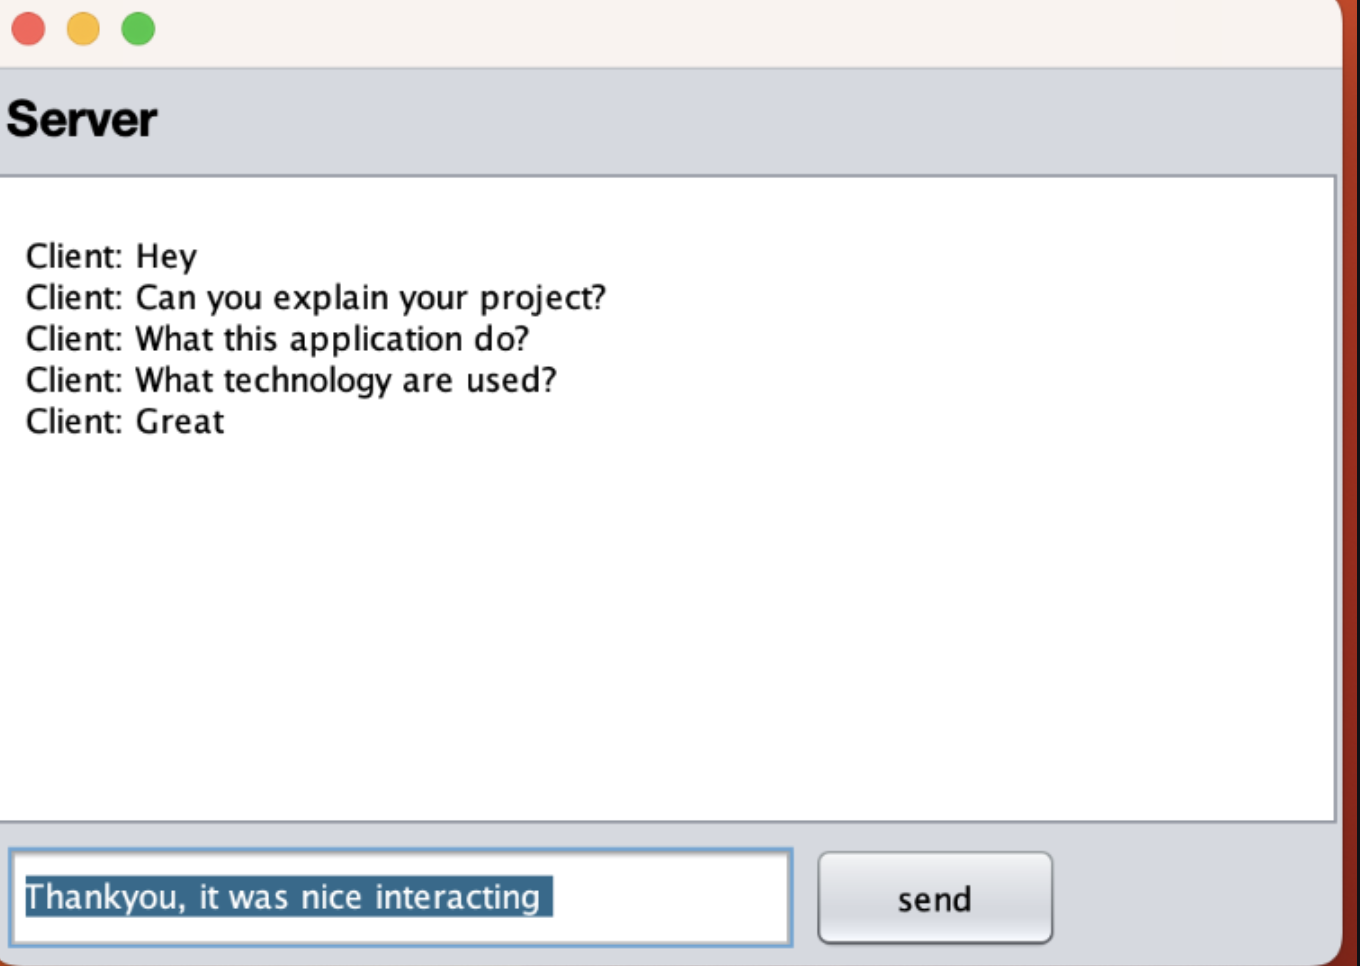 Server
Client: Hey
Client: Can you explain your project?
Client: What this application do?
Client: What technology are used?
Client: Great
Thankyou, it was nice interacting
send